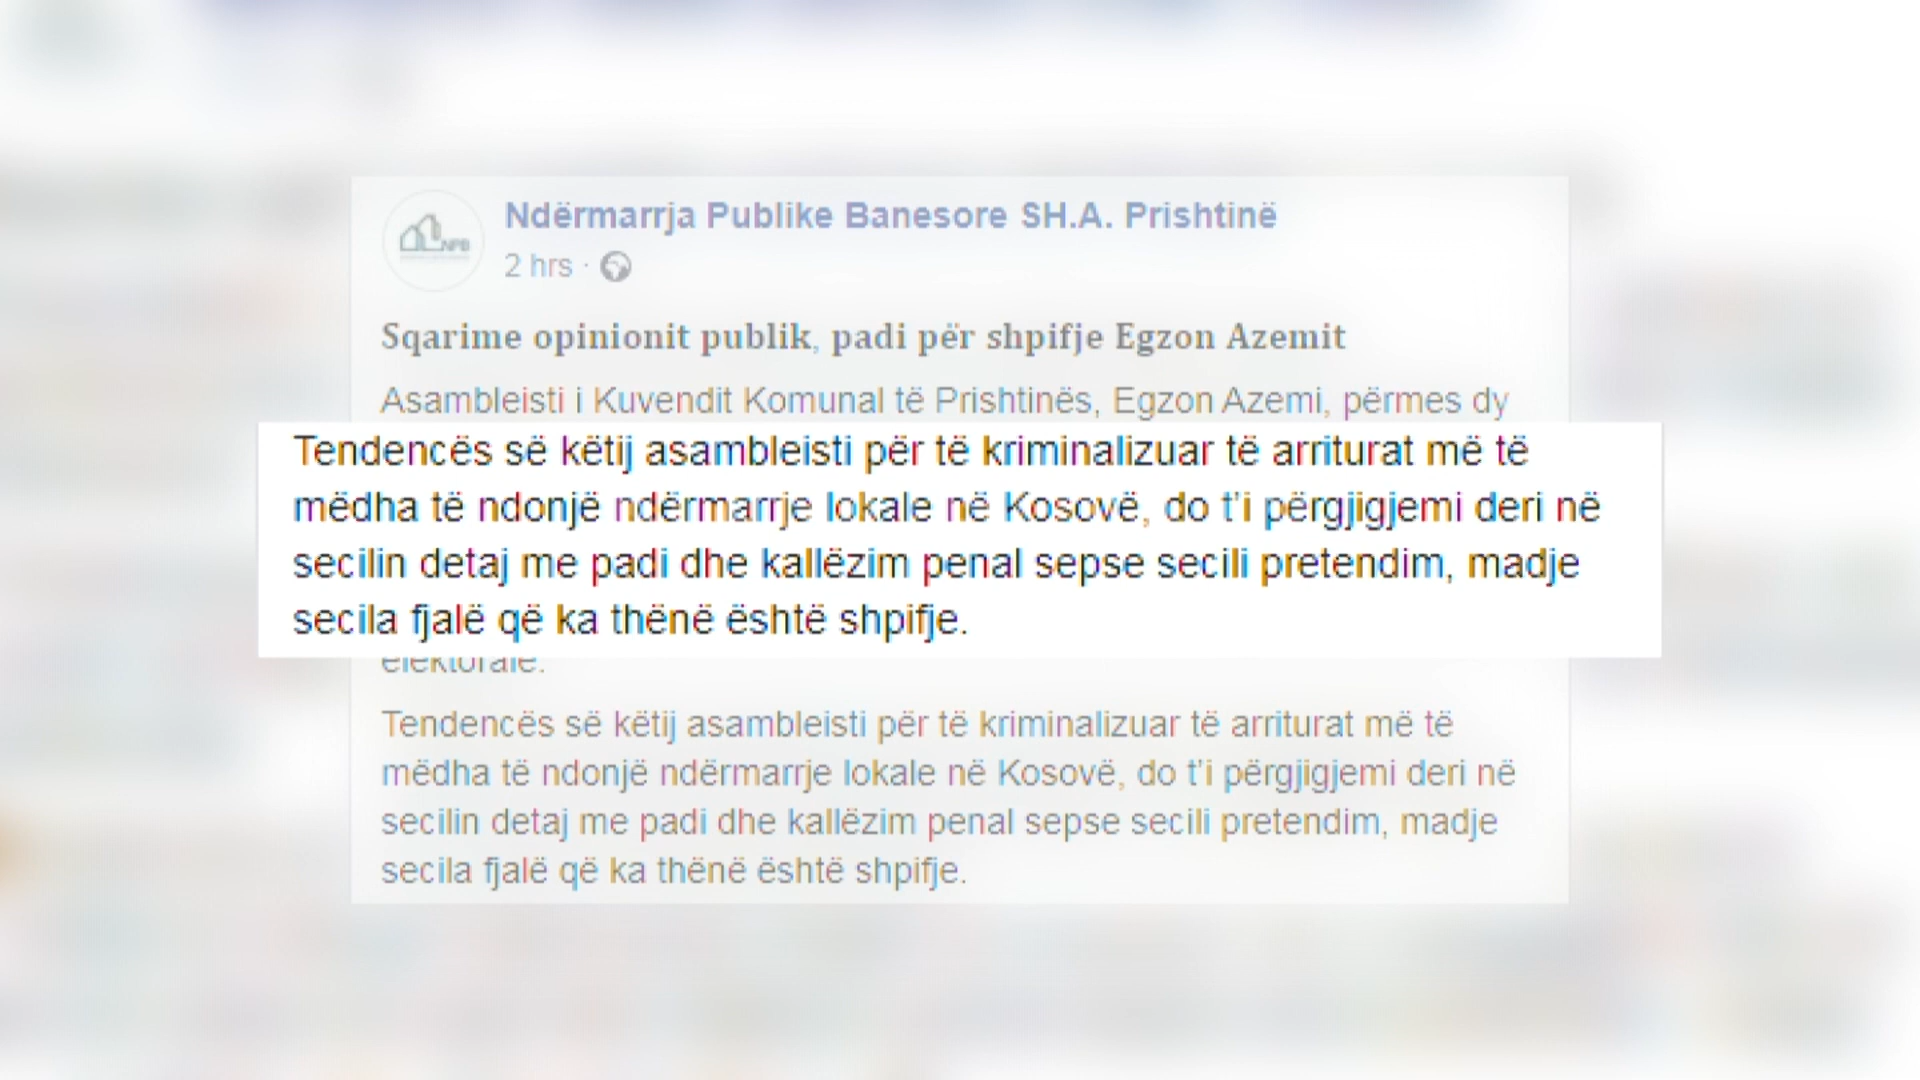 NPB
Ndërmarrja Publike Banesore SH.A. Prishtinë
2 hrs ·
Sqarime opinionit publik, padi për shpifje Egzon Azemit
Asambleisti i Kuvendit Komunal të Prishtinës, Egzon Azemi, përmes dy
Tendencës së këtij asambleisti për të kriminalizuar të arriturat më të
mëdha të ndonjë ndërmarrje lokale në Kosovë, do t'i përgjigjemi deri në
secilin detaj me padi dhe kallëzim penal sepse secili pretendim, madje
secila fjalë që ka thënë është shpifje.
elektorale.
Tendencës së këtij asambleisti për të kriminalizuar të arriturat më të
mëdha të ndonjë ndërmarrje lokale në Kosovë, do t'i përgjigjemi deri në
secilin detaj me padi dhe kallëzim penal sepse secili pretendim, madje
secila fjalë që ka thënë është shpifje.